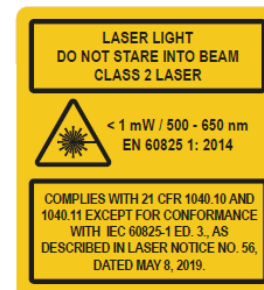 LASER LIGHT
DO NOT STARE INTO BEAM
CLASS 2 LASER
< 1 mW / 500 - 650 nm
EN 60825 1: 2014
COMPLIES WITH 21 CFR 1040.10 AND
1040.11 EXCEPT FOR CONFORMANCE
WITH IEC 60825-1 ED. 3., AS
DESCRIBED IN LASER NOTICE NO. 56,
DATED MAY 8, 2019.